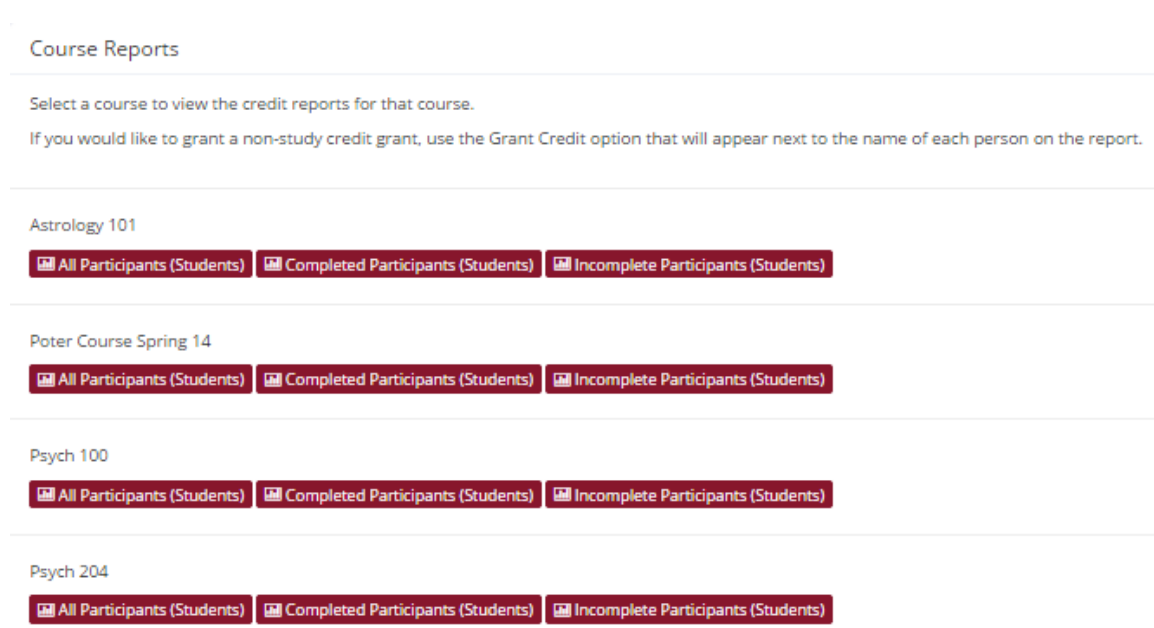 Course Reports
Select a course to view the credit reports for that course.
If you would like to grant a non-study credit grant, use the Grant Credit option that will appear next to the name of each person on the report.
Astrology 101
All Participants (Students) Completed Participants (Students) Incomplete Participants (Students)
Poter Course Spring 14
All Participants (Students) Completed Participants (Students) Incomplete Participants (Students)
Psych 100
All Participants (Students) Completed Participants (Students) Incomplete Participants (Students)
Psych 204
All Participants (Students) Completed Participants (Students) Incomplete Participants (Students)